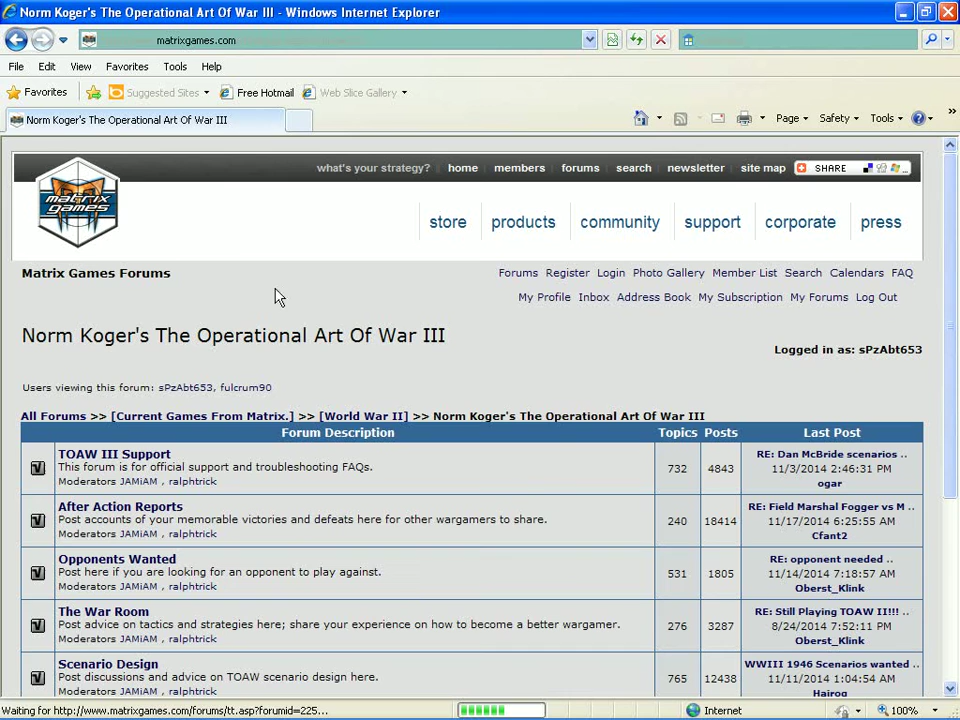 Norm Koger's The Operational Art Of War III - Windows Internet Explorer
matrixgames.com
File Edit View Favorites Tools Help
Favorites Suggested Sites Free Hotmail Web Slice Gallery
Norm Koger's The Operational Art Of War III Page Safety Tools »
what's your strategy? home members forums search newsletter site map SHARE
matrix games
store products community support corporate press
Matrix Games Forums
Forums Register Login Photo Gallery Member List Search Calendars FAQ
My Profile Inbox Address Book My Subscription My Forums Log Out
Norm Koger's The Operational Art Of War III
Logged in as: sPzAbt653
Users viewing this forum: sPzAbt653, fulcrum90
All Forums >> [Current Games From Matrix.] >> [World War II] >> Norm Koger's The Operational Art Of War III
Forum Description Topics Posts Last Post
TOAW III Support
This forum is for official support and troubleshooting FAQs.
Moderators JAMiAM , ralphtrick
732 4843
RE: Dan McBride scenarios ..
11/3/2014 2:46:31 PM
ogar
After Action Reports
Post accounts of your memorable victories and defeats here for other wargamers to share.
Moderators JAMiAM , ralphtrick
240 18414
RE: Field Marshal Fogger vs M ..
11/17/2014 6:25:55 AM
Cfant2
Opponents Wanted
Post here if you are looking for an opponent to play against.
Moderators JAMiAM , ralphtrick
531 1805
RE: opponent needed ..
11/14/2014 7:18:57 AM
Oberst_Klink
The War Room
Post advice on tactics and strategies here; share your experience on how to become a better wargamer.
Moderators JAMiAM , ralphtrick
276 3287
RE: Still Playing TOAW II!!! ..
8/24/2014 7:52:11 PM
Oberst_Klink
Scenario Design
Post discussions and advice on TOAW scenario design here.
Moderators JAMiAM , ralphtrick
765 12438
WWIII 1946 Scenarios wanted ..
11/11/2014 1:04:54 AM
Hairog
Waiting for http://www.matrixgames.com/forums/tt.asp?forumid=225... Internet 100%